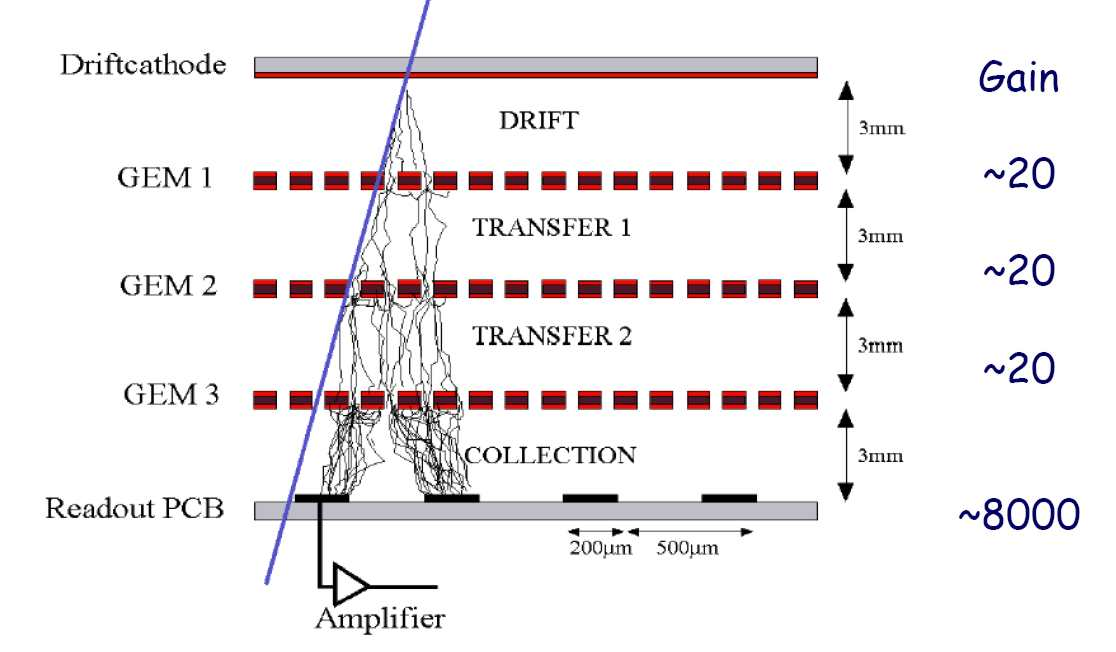 Driftcathode
Gain
DRIFT
3mm
GEM 1
~20
TRANSFER 1
3mm
GEM 2
~20
TRANSFER 2
3mm
GEM 3
~20
COLLECTION
3mm
Readout PCB
~8000
200µm 500µm
Amplifier